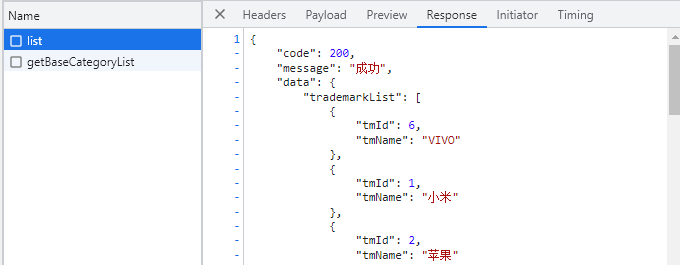 Name
list
getBaseCategoryList
Headers Payload Preview Response Initiator Timing
1 {
- "code": 200,
- "message": "成功",
- "data": {
- "trademarkList": [
- {
- "tmId": 6,
- "tmName": "VIVO"
- },
- {
- "tmId": 1,
- "tmName": "小米"
- },
- {
- "tmId": 2,
- "tmName": "苹果"